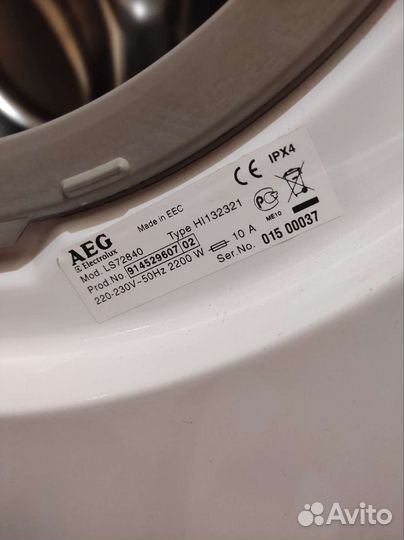 AEG
Electrolux
Made in EEC
IPX4
Mod. LS72840
Type HI132321
Prod.No. 914529607 02
ME10
220-230V~50Hz 2200 W 10 A
Ser.No. 015 00037
Avito